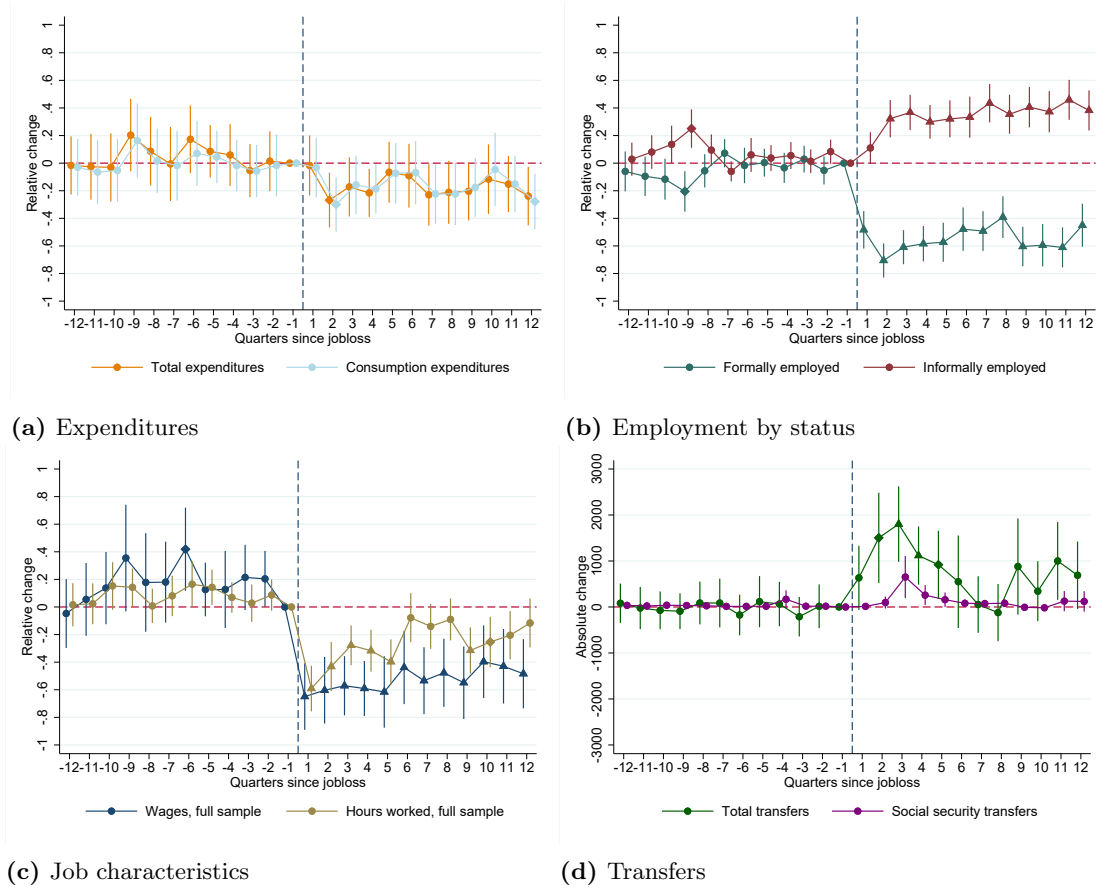 1
.8
.6
.4
.2
0
-.2
-.4
-.6
-.8
-1
Relative change
-12 -11 -10 -9 -8 -7 -6 -5 -4 -3 -2 -1 1 2 3 4 5 6 7 8 9 10 11 12
Quarters since jobloss
Total expenditures Consumption expenditures
(a) Expenditures
1
.8
.6
.4
.2
0
-.2
-.4
-.6
-.8
-1
Relative change
-12 -11 -10 -9 -8 -7 -6 -5 -4 -3 -2 -1 1 2 3 4 5 6 7 8 9 10 11 12
Quarters since jobloss
Formally employed Informally employed
(b) Employment by status
1
.8
.6
.4
.2
0
-.2
-.4
-.6
-.8
-1
Relative change
-12 -11 -10 -9 -8 -7 -6 -5 -4 -3 -2 -1 1 2 3 4 5 6 7 8 9 10 11 12
Quarters since jobloss
Wages, full sample Hours worked, full sample
(c) Job characteristics
3000
2000
1000
0
-1000
-2000
-3000
Absolute change
-12 -11 -10 -9 -8 -7 -6 -5 -4 -3 -2 -1 1 2 3 4 5 6 7 8 9 10 11 12
Quarters since jobloss
Total transfers Social security transfers
(d) Transfers